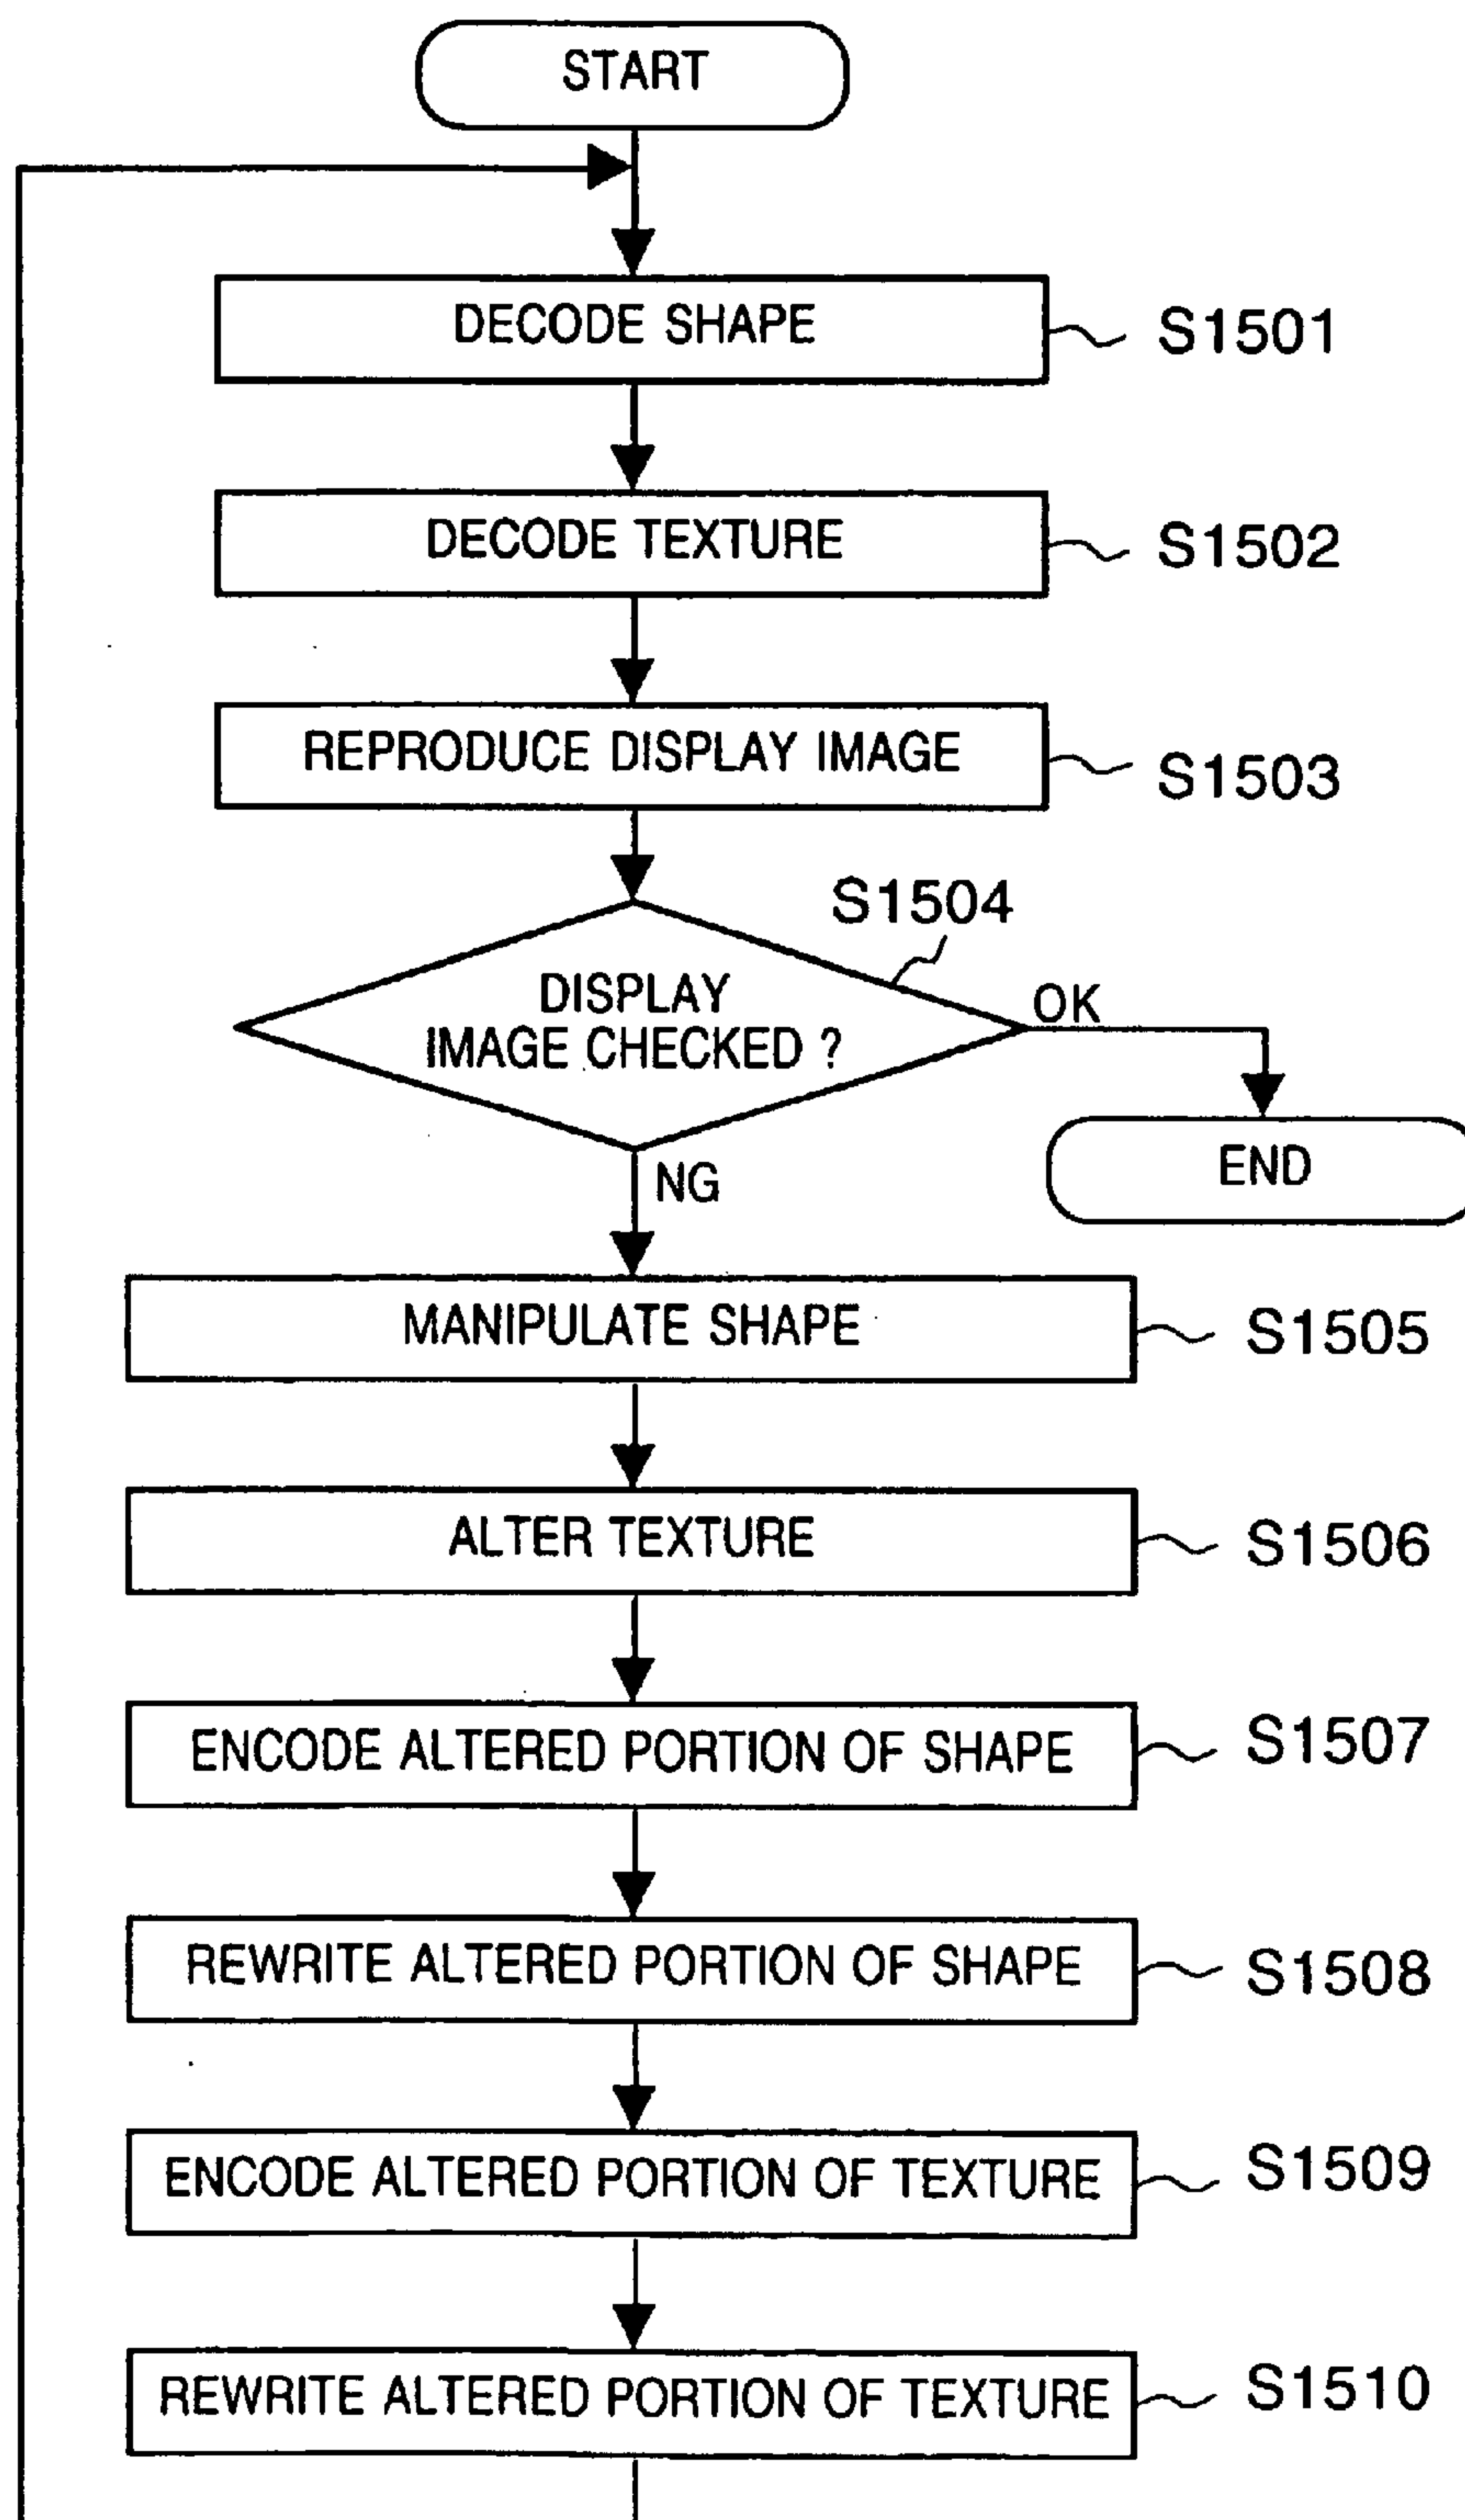 START
DECODE SHAPE
S1501
DECODE TEXTURE
S1502
REPRODUCE DISPLAY IMAGE
S1503
S1504
DISPLAY
IMAGE CHECKED ?
OK
END
NG
MANIPULATE SHAPE
S1505
ALTER TEXTURE
S1506
ENCODE ALTERED PORTION OF SHAPE
S1507
REWRITE ALTERED PORTION OF SHAPE
S1508
ENCODE ALTERED PORTION OF TEXTURE
S1509
REWRITE ALTERED PORTION OF TEXTURE
S1510